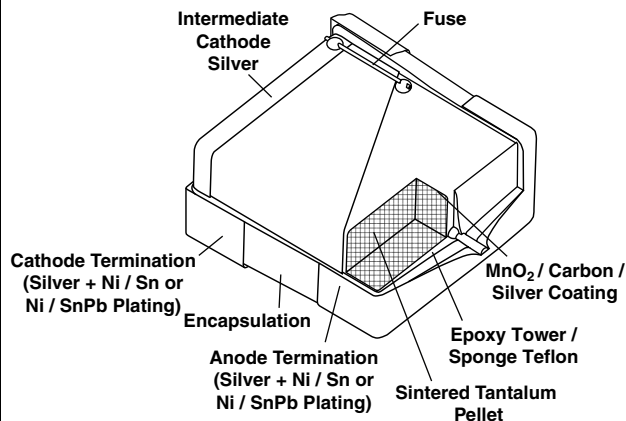 Intermediate
Cathode
Silver
Fuse
Cathode Termination
(Silver + Ni / Sn or
Ni / SnPb Plating)
Encapsulation
Anode Termination
(Silver + Ni / Sn or
Ni / SnPb Plating)
MnO₂ / Carbon /
Silver Coating
Epoxy Tower /
Sponge Teflon
Sintered Tantalum
Pellet